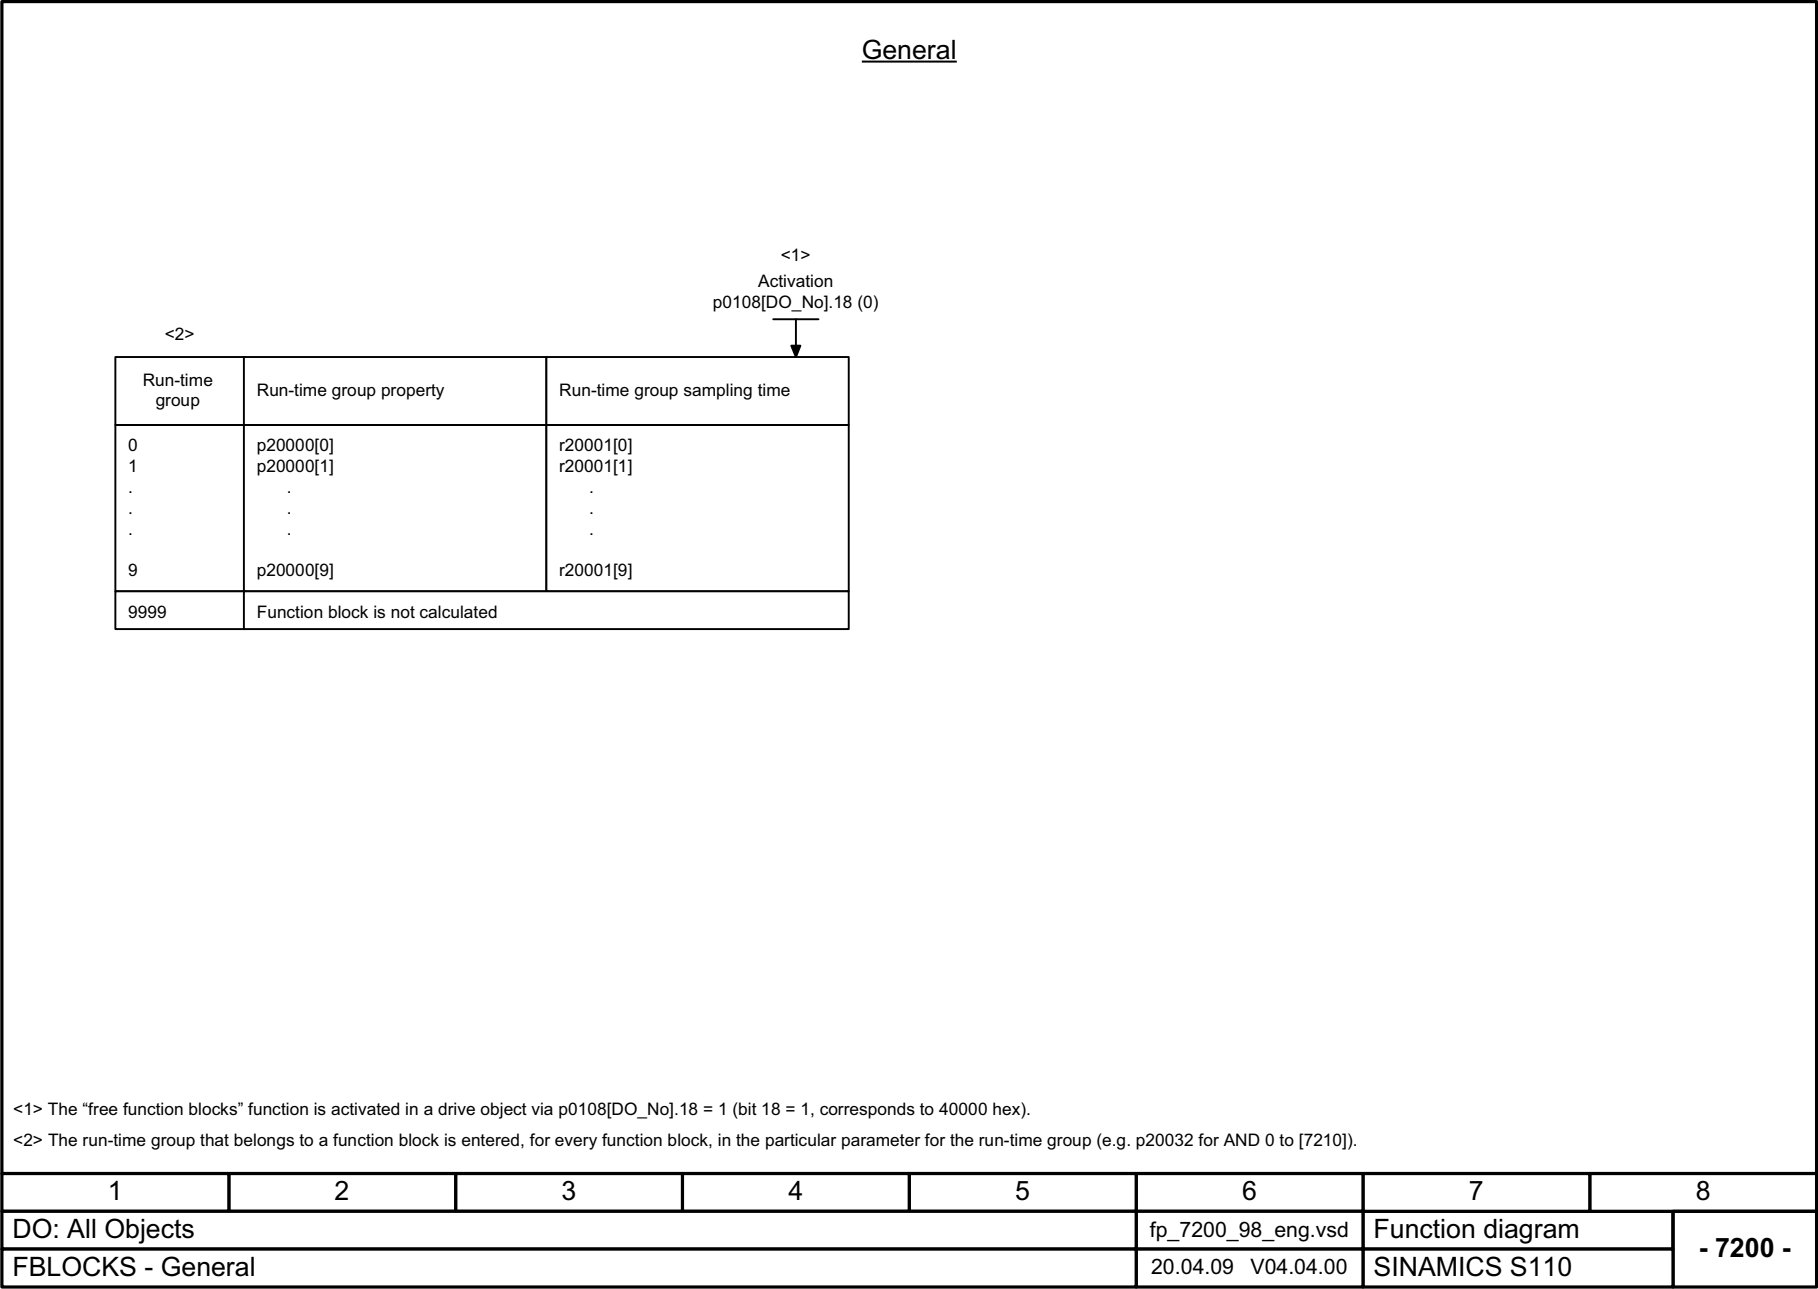 General
<1>
Activation
p0108[DO_No].18 (0)
<2>
Run-time
group
Run-time group property
Run-time group sampling time
0 p20000[0] r20001[0]
1 p20000[1] r20001[1]
. . .
. . .
. . .
9 p20000[9] r20001[9]
9999 Function block is not calculated
<1> The “free function blocks” function is activated in a drive object via p0108[DO_No].18 = 1 (bit 18 = 1, corresponds to 40000 hex).
<2> The run-time group that belongs to a function block is entered, for every function block, in the particular parameter for the run-time group (e.g. p20032 for AND 0 to [7210]).
1 2 3 4 5 6 7 8
DO: All Objects fp_7200_98_eng.vsd Function diagram
- 7200 -
FBLOCKS - General 20.04.09 V04.04.00 SINAMICS S110